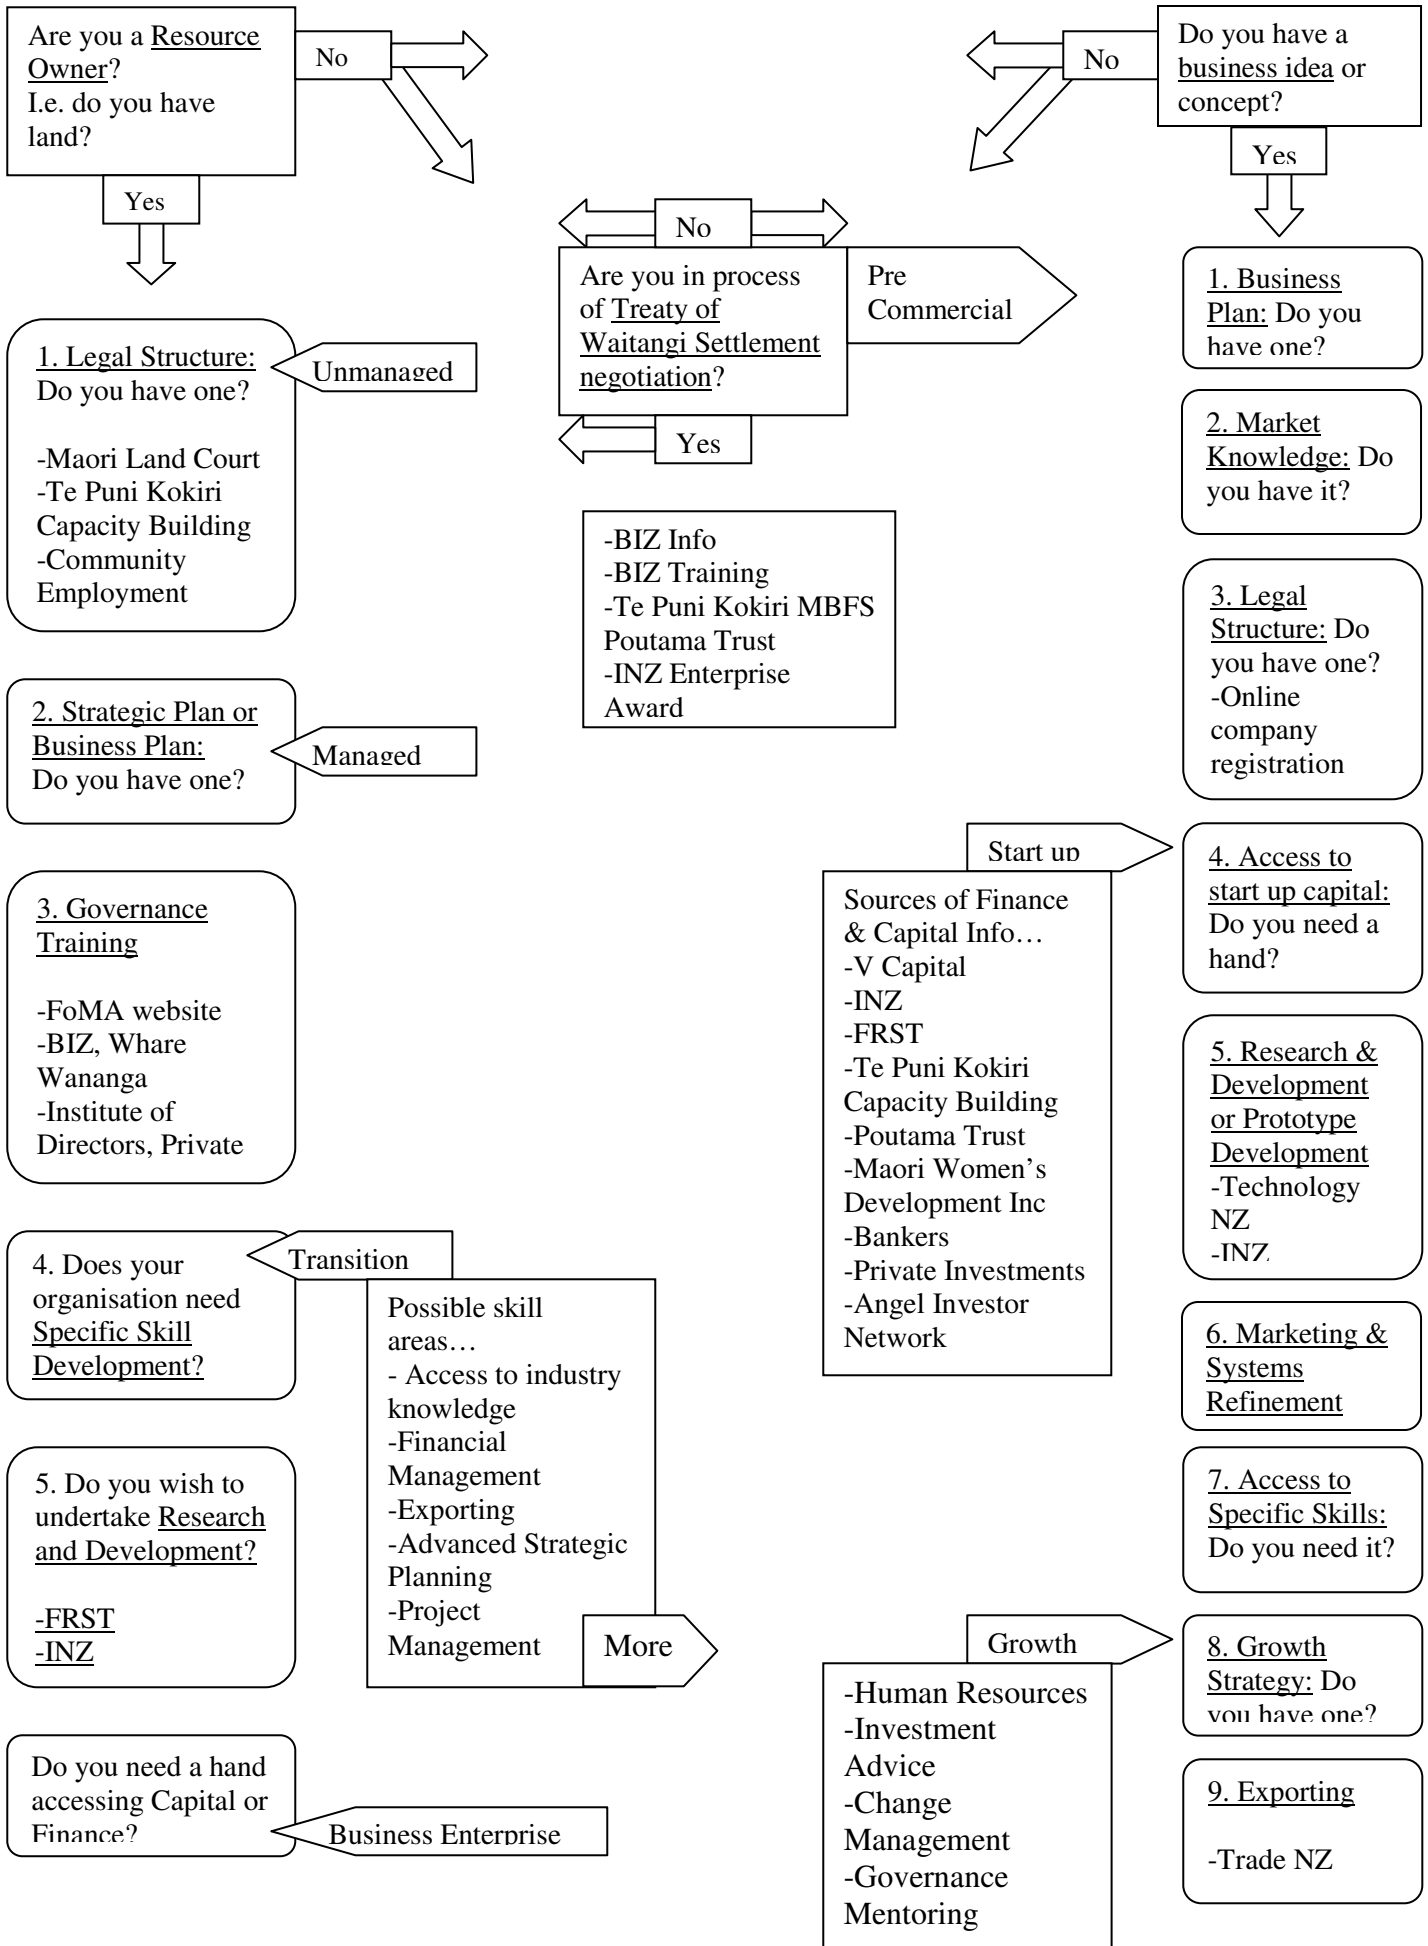 Are you a Resource
Owner?
I.e. do you have
land?
No
Yes
1. Legal Structure:
Do you have one?
-Maori Land Court
-Te Puni Kokiri
Capacity Building
-Community
Employment
Unmanaged
2. Strategic Plan or
Business Plan:
Do you have one?
Managed
3. Governance
Training
-FoMA website
-BIZ, Whare
Wananga
-Institute of
Directors, Private
4. Does your
organisation need
Specific Skill
Development?
Transition
Possible skill
areas…
- Access to industry
knowledge
-Financial
Management
-Exporting
-Advanced Strategic
Planning
-Project
Management
More
5. Do you wish to
undertake Research
and Development?
-FRST
-INZ
Do you need a hand
accessing Capital or
Finance?
Business Enterprise
No
Are you in process
of Treaty of
Waitangi Settlement
negotiation?
Yes
Pre
Commercial
-BIZ Info
-BIZ Training
-Te Puni Kokiri MBFS
Poutama Trust
-INZ Enterprise
Award
Do you have a
business idea or
concept?
No
Yes
1. Business
Plan: Do you
have one?
2. Market
Knowledge: Do
you have it?
3. Legal
Structure: Do
you have one?
-Online
company
registration
Start up
Sources of Finance
& Capital Info…
-V Capital
-INZ
-FRST
-Te Puni Kokiri
Capacity Building
-Poutama Trust
-Maori Women’s
Development Inc
-Bankers
-Private Investments
-Angel Investor
Network
4. Access to
start up capital:
Do you need a
hand?
5. Research &
Development
or Prototype
Development
-Technology
NZ
-INZ
6. Marketing &
Systems
Refinement
7. Access to
Specific Skills:
Do you need it?
Growth
-Human Resources
-Investment
Advice
-Change
Management
-Governance
Mentoring
8. Growth
Strategy: Do
you have one?
9. Exporting
-Trade NZ